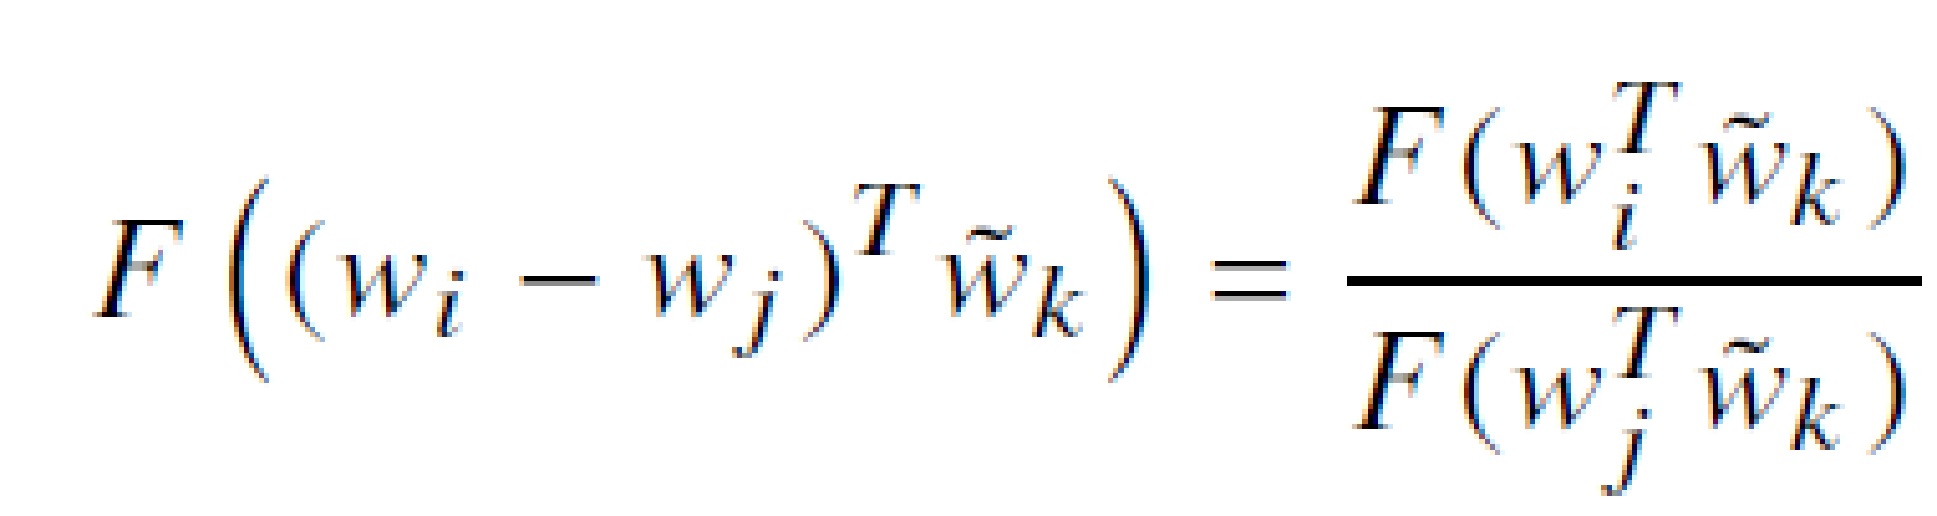 F((w_i − w_j)^T w̃_k) = F(w_i^T w̃_k) / F(w_j^T w̃_k)